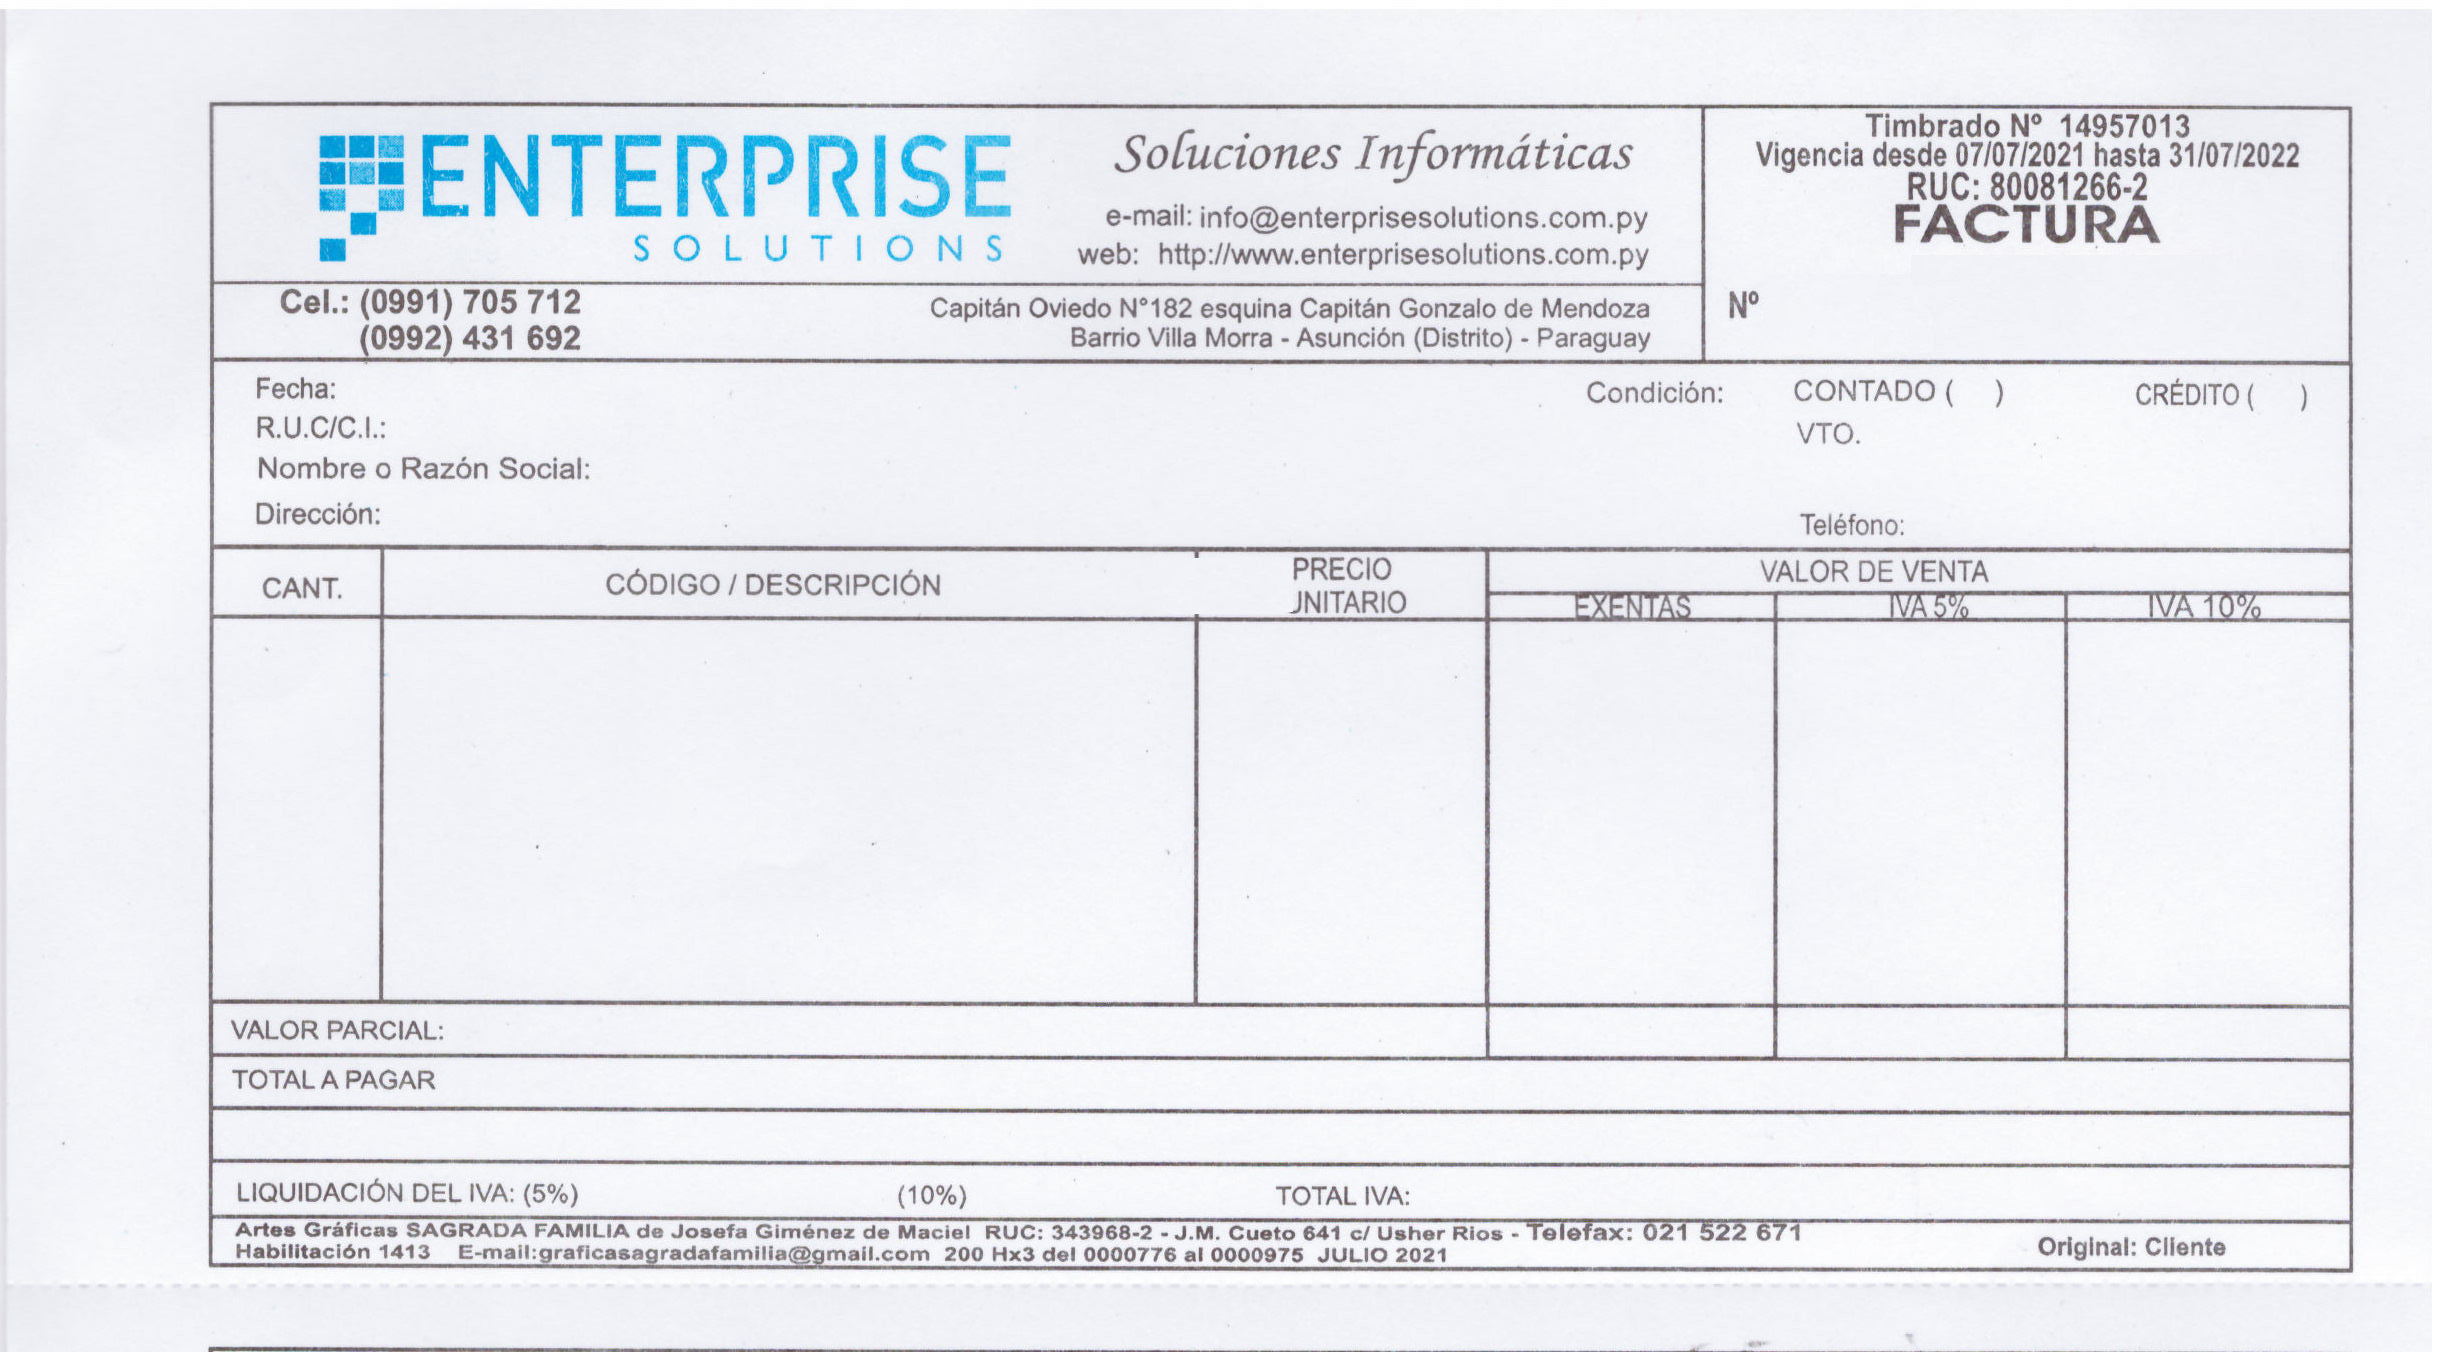 ENTERPRISE
SOLUTIONS
Soluciones Informáticas
e-mail: info@enterprisesolutions.com.py
web: http://www.enterprisesolutions.com.py
Timbrado Nº 14957013
Vigencia desde 07/07/2021 hasta 31/07/2022
RUC: 80081266-2
FACTURA
Nº
Cel.: (0991) 705 712
(0992) 431 692
Capitán Oviedo N°182 esquina Capitán Gonzalo de Mendoza
Barrio Villa Morra - Asunción (Distrito) - Paraguay
Fecha:
Condición: CONTADO ( ) CRÉDITO ( )
R.U.C/C.I.:
VTO.
Nombre o Razón Social:
Dirección:
Teléfono:
CANT.
CÓDIGO / DESCRIPCIÓN
PRECIO
JNITARIO
VALOR DE VENTA
EXENTAS IVA 5% IVA 10%
VALOR PARCIAL:
TOTAL A PAGAR
LIQUIDACIÓN DEL IVA: (5%) (10%) TOTAL IVA:
Artes Gráficas SAGRADA FAMILIA de Josefa Giménez de Maciel RUC: 343968-2 - J.M. Cueto 641 c/ Usher Rios - Telefax: 021 522 671
Habilitación 1413 E-mail:graficasagradafamilia@gmail.com 200 Hx3 del 0000776 al 0000975 JULIO 2021
Original: Cliente